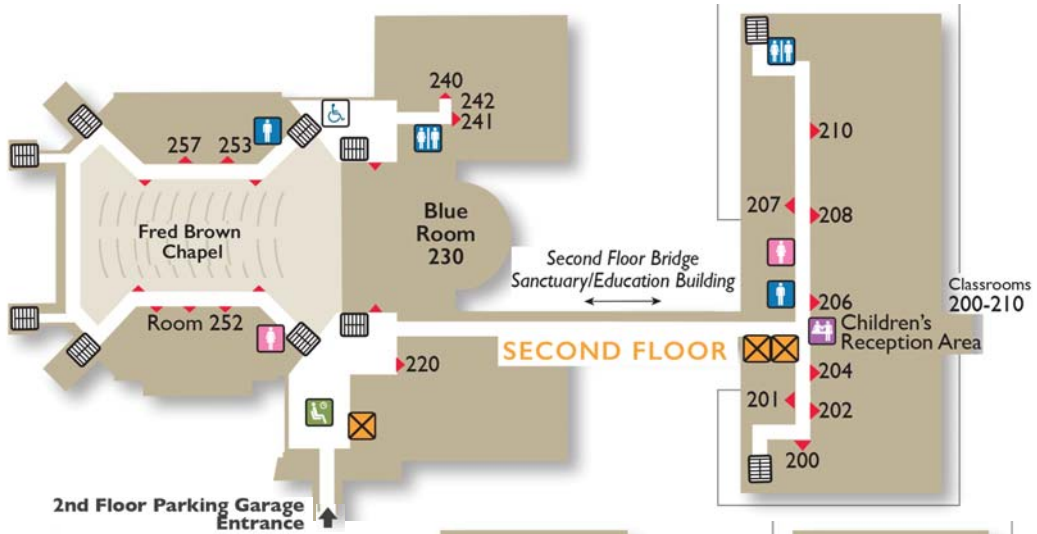 240
242
241
257
253
210
Fred Brown
Chapel
Blue
Room
230
207
208
Second Floor Bridge
Sanctuary/Education Building
Classrooms
200-210
206
Room 252
Children's
Reception Area
SECOND FLOOR
220
204
201
202
200
2nd Floor Parking Garage
Entrance